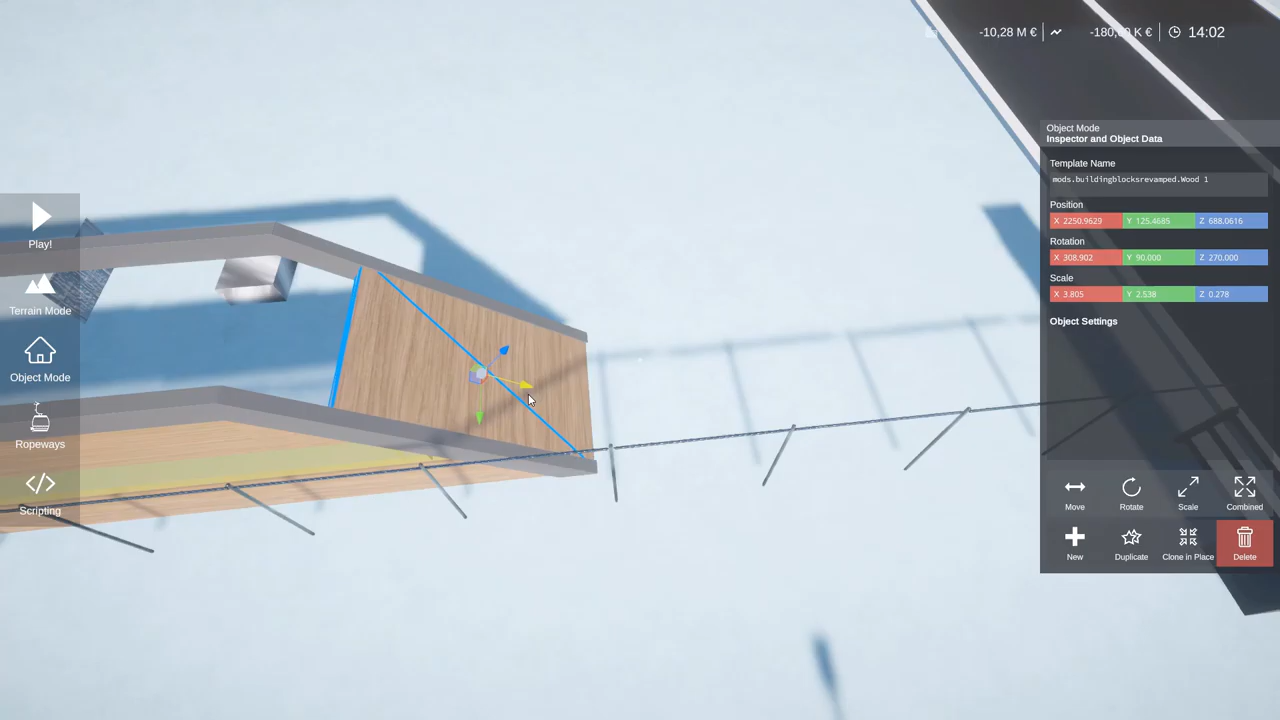 -10,28 M €
K €
14:02
Play!
Terrain Mode
Object Mode
Ropeways
Scripting
Object Mode
Inspector and Object Data
Template Name
mods.buildingblocksrevamped.Wood 1
Position
X 2250.9629 Y 125.4685 Z 688.0616
Rotation
X 308.902 Y 90.000 Z 270.000
Scale
X 3.805 Y 2.538 Z 0.278
Object Settings
Move Rotate Scale Combined
New Duplicate Clone in Place Delete